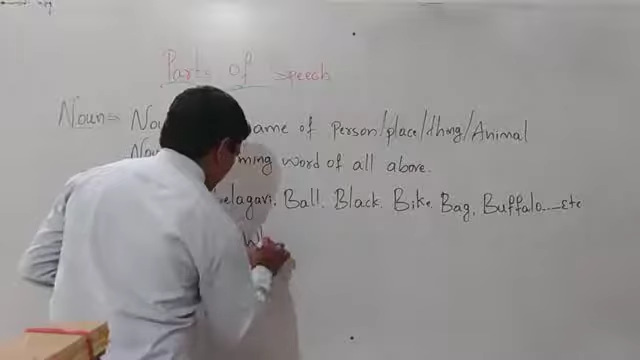 Parts of speech
Noun = Nou ame of Person/place/thing/Animal
ming word of all above.
elagavi, Ball, Black, Bike, Bag, Buffalo---Etc
W